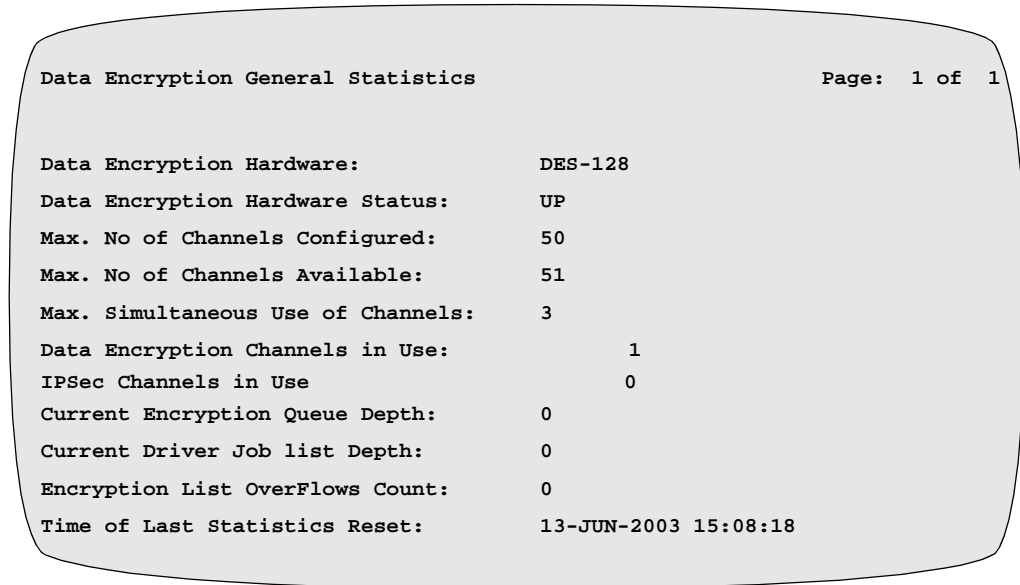 Data Encryption General Statistics Page: 1 of 1
Data Encryption Hardware: DES-128
Data Encryption Hardware Status: UP
Max. No of Channels Configured: 50
Max. No of Channels Available: 51
Max. Simultaneous Use of Channels: 3
Data Encryption Channels in Use: 1
IPSec Channels in Use 0
Current Encryption Queue Depth: 0
Current Driver Job list Depth: 0
Encryption List OverFlows Count: 0
Time of Last Statistics Reset: 13-JUN-2003 15:08:18